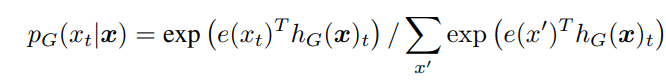 p_G(x_t|x) = exp (e(x_t)^T h_G(x)_t) / ∑_{x'} exp (e(x')^T h_G(x)_t)